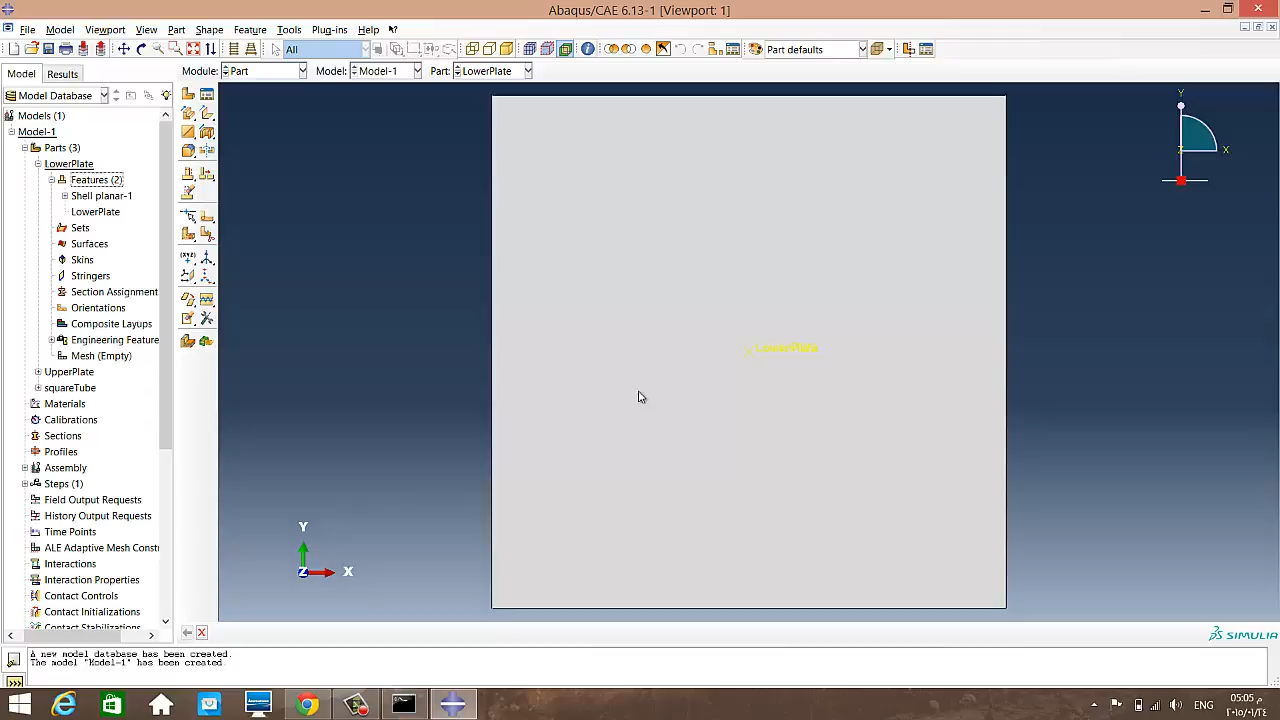 Abaqus/CAE 6.13-1 [Viewport: 1]
File Model Viewport View Part Shape Feature Tools Plug-ins Help
All
Part defaults
Model Results
Module: Part Model: Model-1 Part: LowerPlate
Model Database
Models (1)
Model-1
Parts (3)
LowerPlate
Features (2)
Shell planar-1
LowerPlate
Sets
Surfaces
Skins
Stringers
Section Assignment
Orientations
Composite Layups
Engineering Feature
Mesh (Empty)
UpperPlate
squareTube
Materials
Calibrations
Sections
Profiles
Assembly
Steps (1)
Field Output Requests
History Output Requests
Time Points
ALE Adaptive Mesh Const
Interactions
Interaction Properties
Contact Controls
Contact Initializations
Contact Stabilizations
Y
X
Z
LowerPlate
Y
Z X
SIMULIA
A new model database has been created.
The model "Model-1" has been created.
>>>
ENG
05:05 م